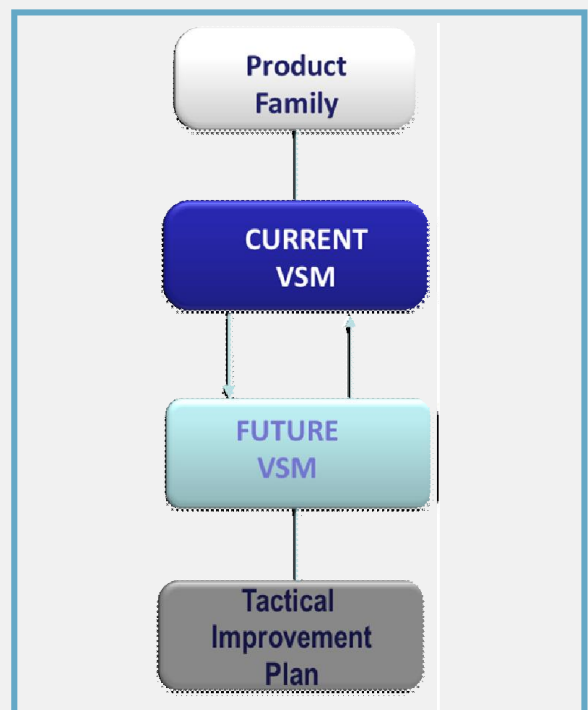 Product
Family
CURRENT
VSM
FUTURE
VSM
Tactical
Improvement
Plan